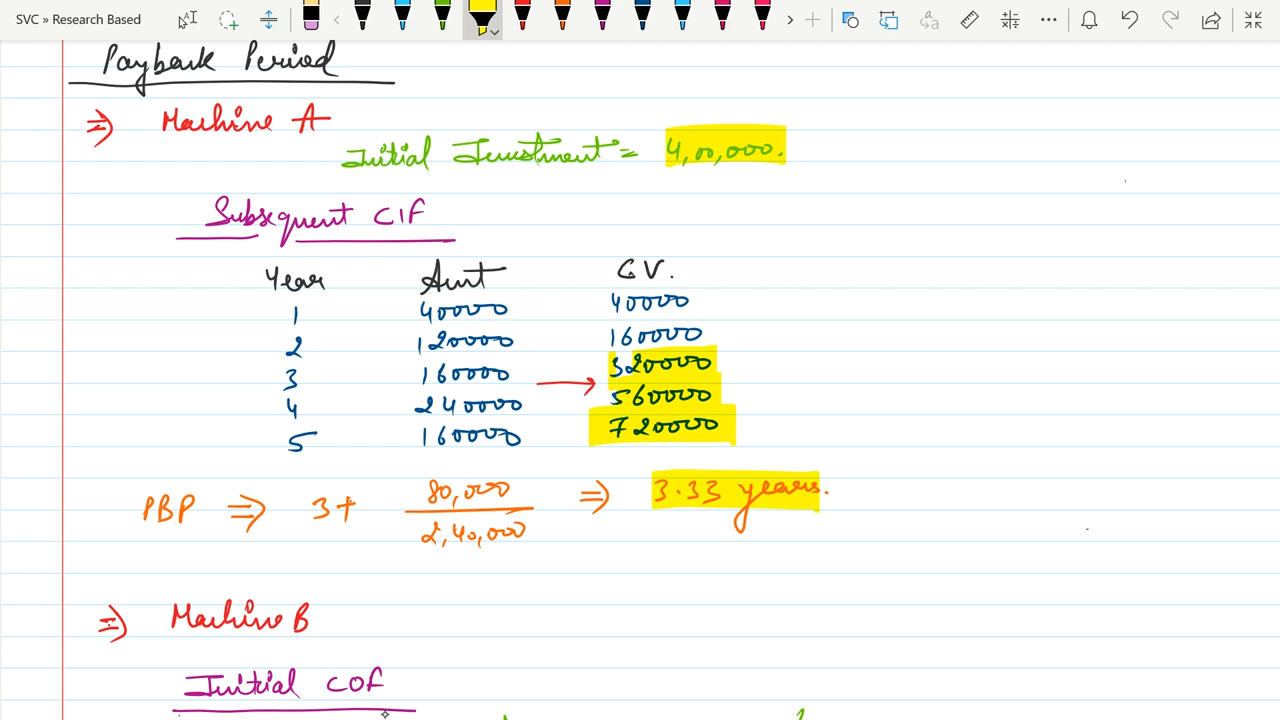 SVC » Research Based
Payback Period
⇒ Machine A
Initial Investment = 4,00,000.
Subsequent CIF
Year Amt C.V.
1 40000 40000
2 120000 160000
3 160000 → 320000
4 240000 560000
5 160000 720000
PBP ⇒ 3+ 80,000 / 2,40,000 ⇒ 3.33 years.
⇒ Machine B
Initial COF